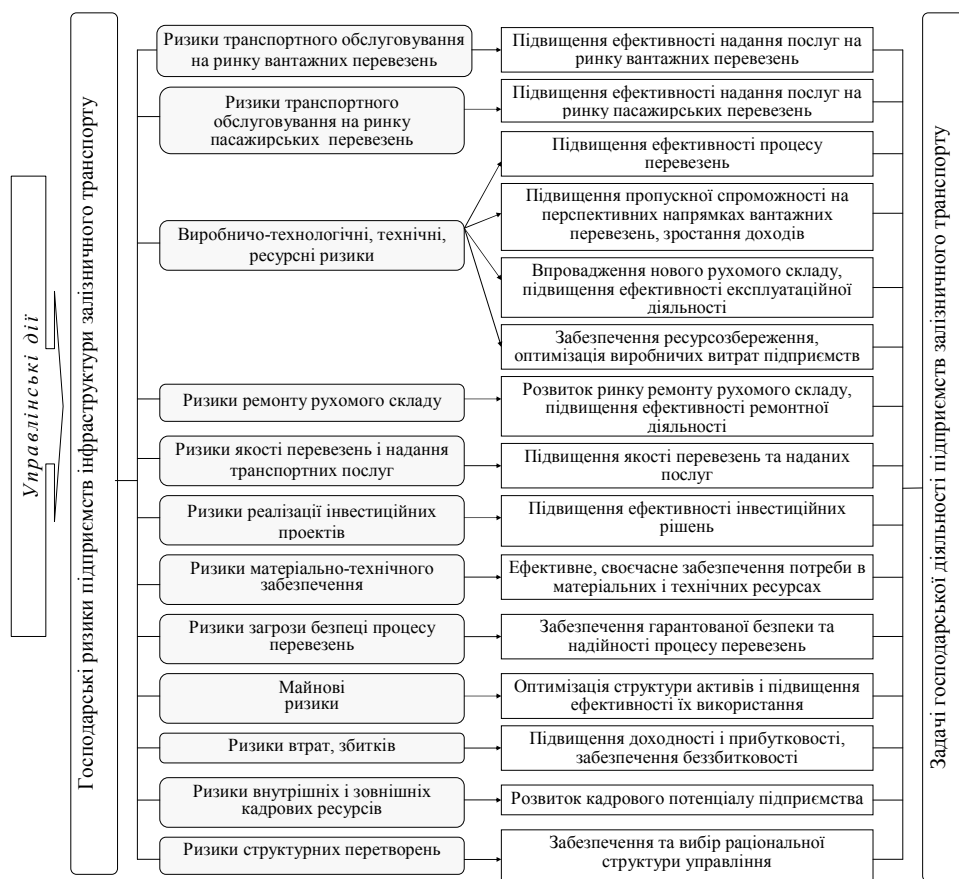 Управлінські дії
Господарські ризики підприємств інфраструктури залізничного транспорту
Ризики транспортного обслуговування
на ринку вантажних перевезень
Підвищення ефективності надання послуг на
ринку вантажних перевезень
Ризики транспортного
обслуговування на ринку
пасажирських перевезень
Підвищення ефективності надання послуг на
ринку пасажирських перевезень
Виробничо-технологічні, технічні,
ресурсні ризики
Підвищення ефективності процесу
перевезень
Підвищення пропускної спроможності на
перспективних напрямках вантажних
перевезень, зростання доходів
Впровадження нового рухомого складу,
підвищення ефективності експлуатаційної
діяльності
Забезпечення ресурсозбереження,
оптимізація виробничих витрат підприємств
Ризики ремонту рухомого складу
Розвиток ринку ремонту рухомого складу,
підвищення ефективності ремонтної
діяльності
Ризики якості перевезень і надання
транспортних послуг
Підвищення якості перевезень та наданих
послуг
Ризики реалізації інвестиційних
проектів
Підвищення ефективності інвестиційних
рішень
Ризики матеріально-технічного
забезпечення
Ефективне, своєчасне забезпечення потреби в
матеріальних і технічних ресурсах
Ризики загрози безпеці процесу
перевезень
Забезпечення гарантованої безпеки та
надійності процесу перевезень
Майнові
ризики
Оптимізація структури активів і підвищення
ефективності їх використання
Ризики втрат, збитків
Підвищення доходності і прибутковості,
забезпечення беззбитковості
Ризики внутрішніх і зовнішніх
кадрових ресурсів
Розвиток кадрового потенціалу підприємства
Ризики структурних перетворень
Забезпечення та вибір раціональної
структури управління
Задачі господарської діяльності підприємств залізничного транспорту